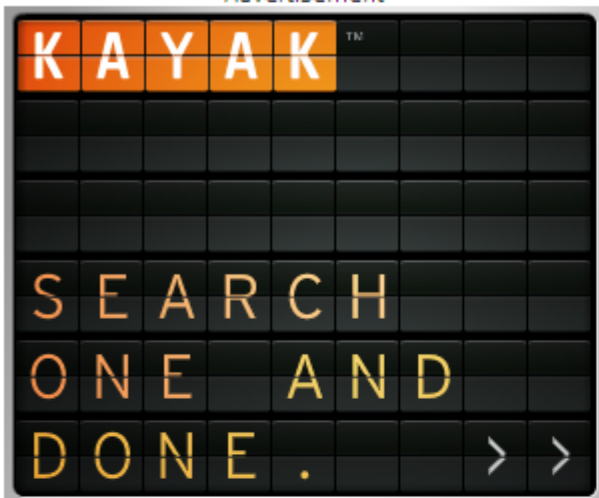 KAYAK™
SEARCH
ONE AND
DONE. > >